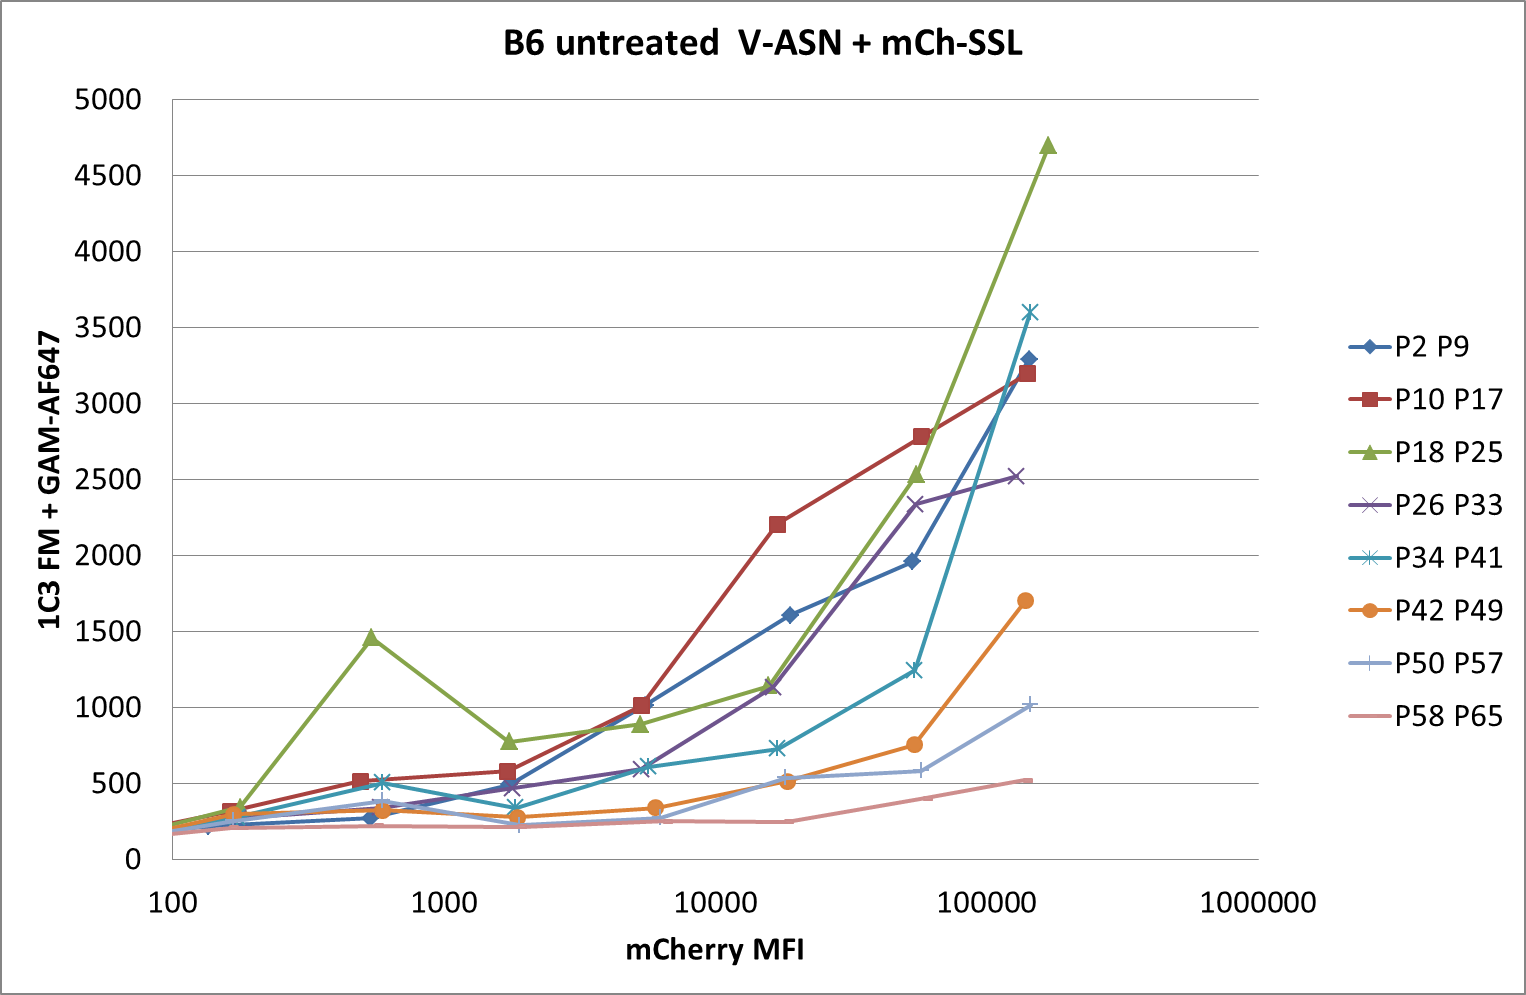 B6 untreated  V-ASN + mCh-SSL
1C3 FM + GAM-AF647
5000
4500
4000
3500
3000
2500
2000
1500
1000
500
0
100
1000
10000
100000
1000000
mCherry MFI
P2 P9
P10 P17
P18 P25
P26 P33
P34 P41
P42 P49
P50 P57
P58 P65